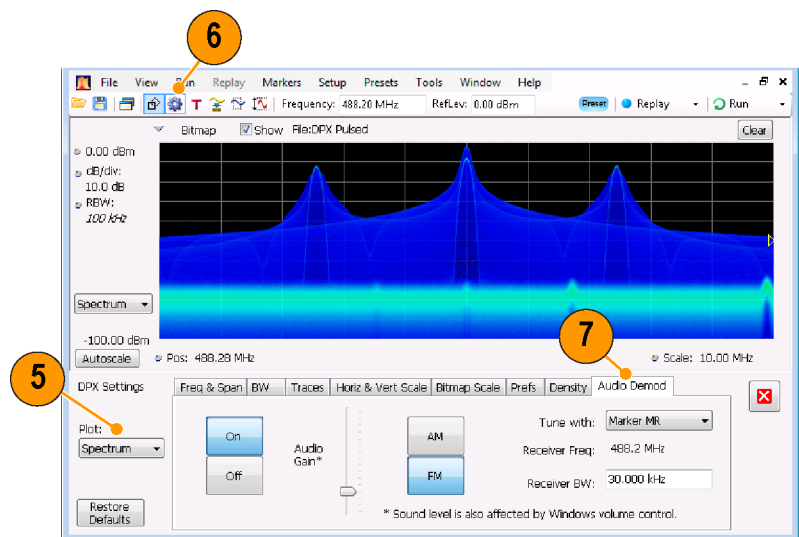 6
File View Run Replay Markers Setup Presets Tools Window Help
T Frequency: 488.20 MHz RefLev: 0.00 dBm Preset Replay Run
Bitmap Show File:DPX Pulsed Clear
0.00 dBm
dB/div:
10.0 dB
RBW:
100 kHz
Spectrum
-100.00 dBm
Autoscale Pos: 488.28 MHz Scale: 10.00 MHz
7
5
DPX Settings Freq & Span BW Traces Horiz & Vert Scale Bitmap Scale Prefs Density Audio Demod
Plot:
Spectrum
On
Off
Audio
Gain*
AM
FM
Tune with: Marker MR
Receiver Freq: 488.2 MHz
Receiver BW: 30.000 kHz
Restore
Defaults
* Sound level is also affected by Windows volume control.